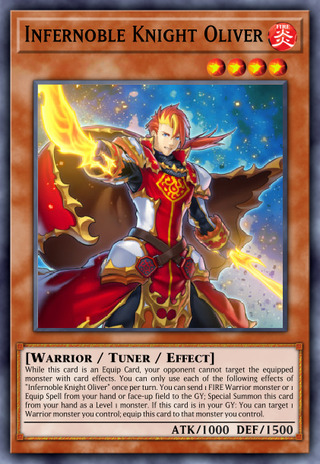 Infernoble Knight Oliver
FIRE
炎
[Warrior / Tuner / Effect]
While this card is an Equip Card, your opponent cannot target the equipped
monster with card effects. You can only use each of the following effects of
"Infernoble Knight Oliver" once per turn. You can send 1 FIRE Warrior monster or 1
Equip Spell from your hand or face-up field to the GY; Special Summon this card
from your hand as a Level 1 monster. If this card is in your GY: You can target 1
Warrior monster you control; equip this card to that monster you control.
ATK/1000 DEF/1500